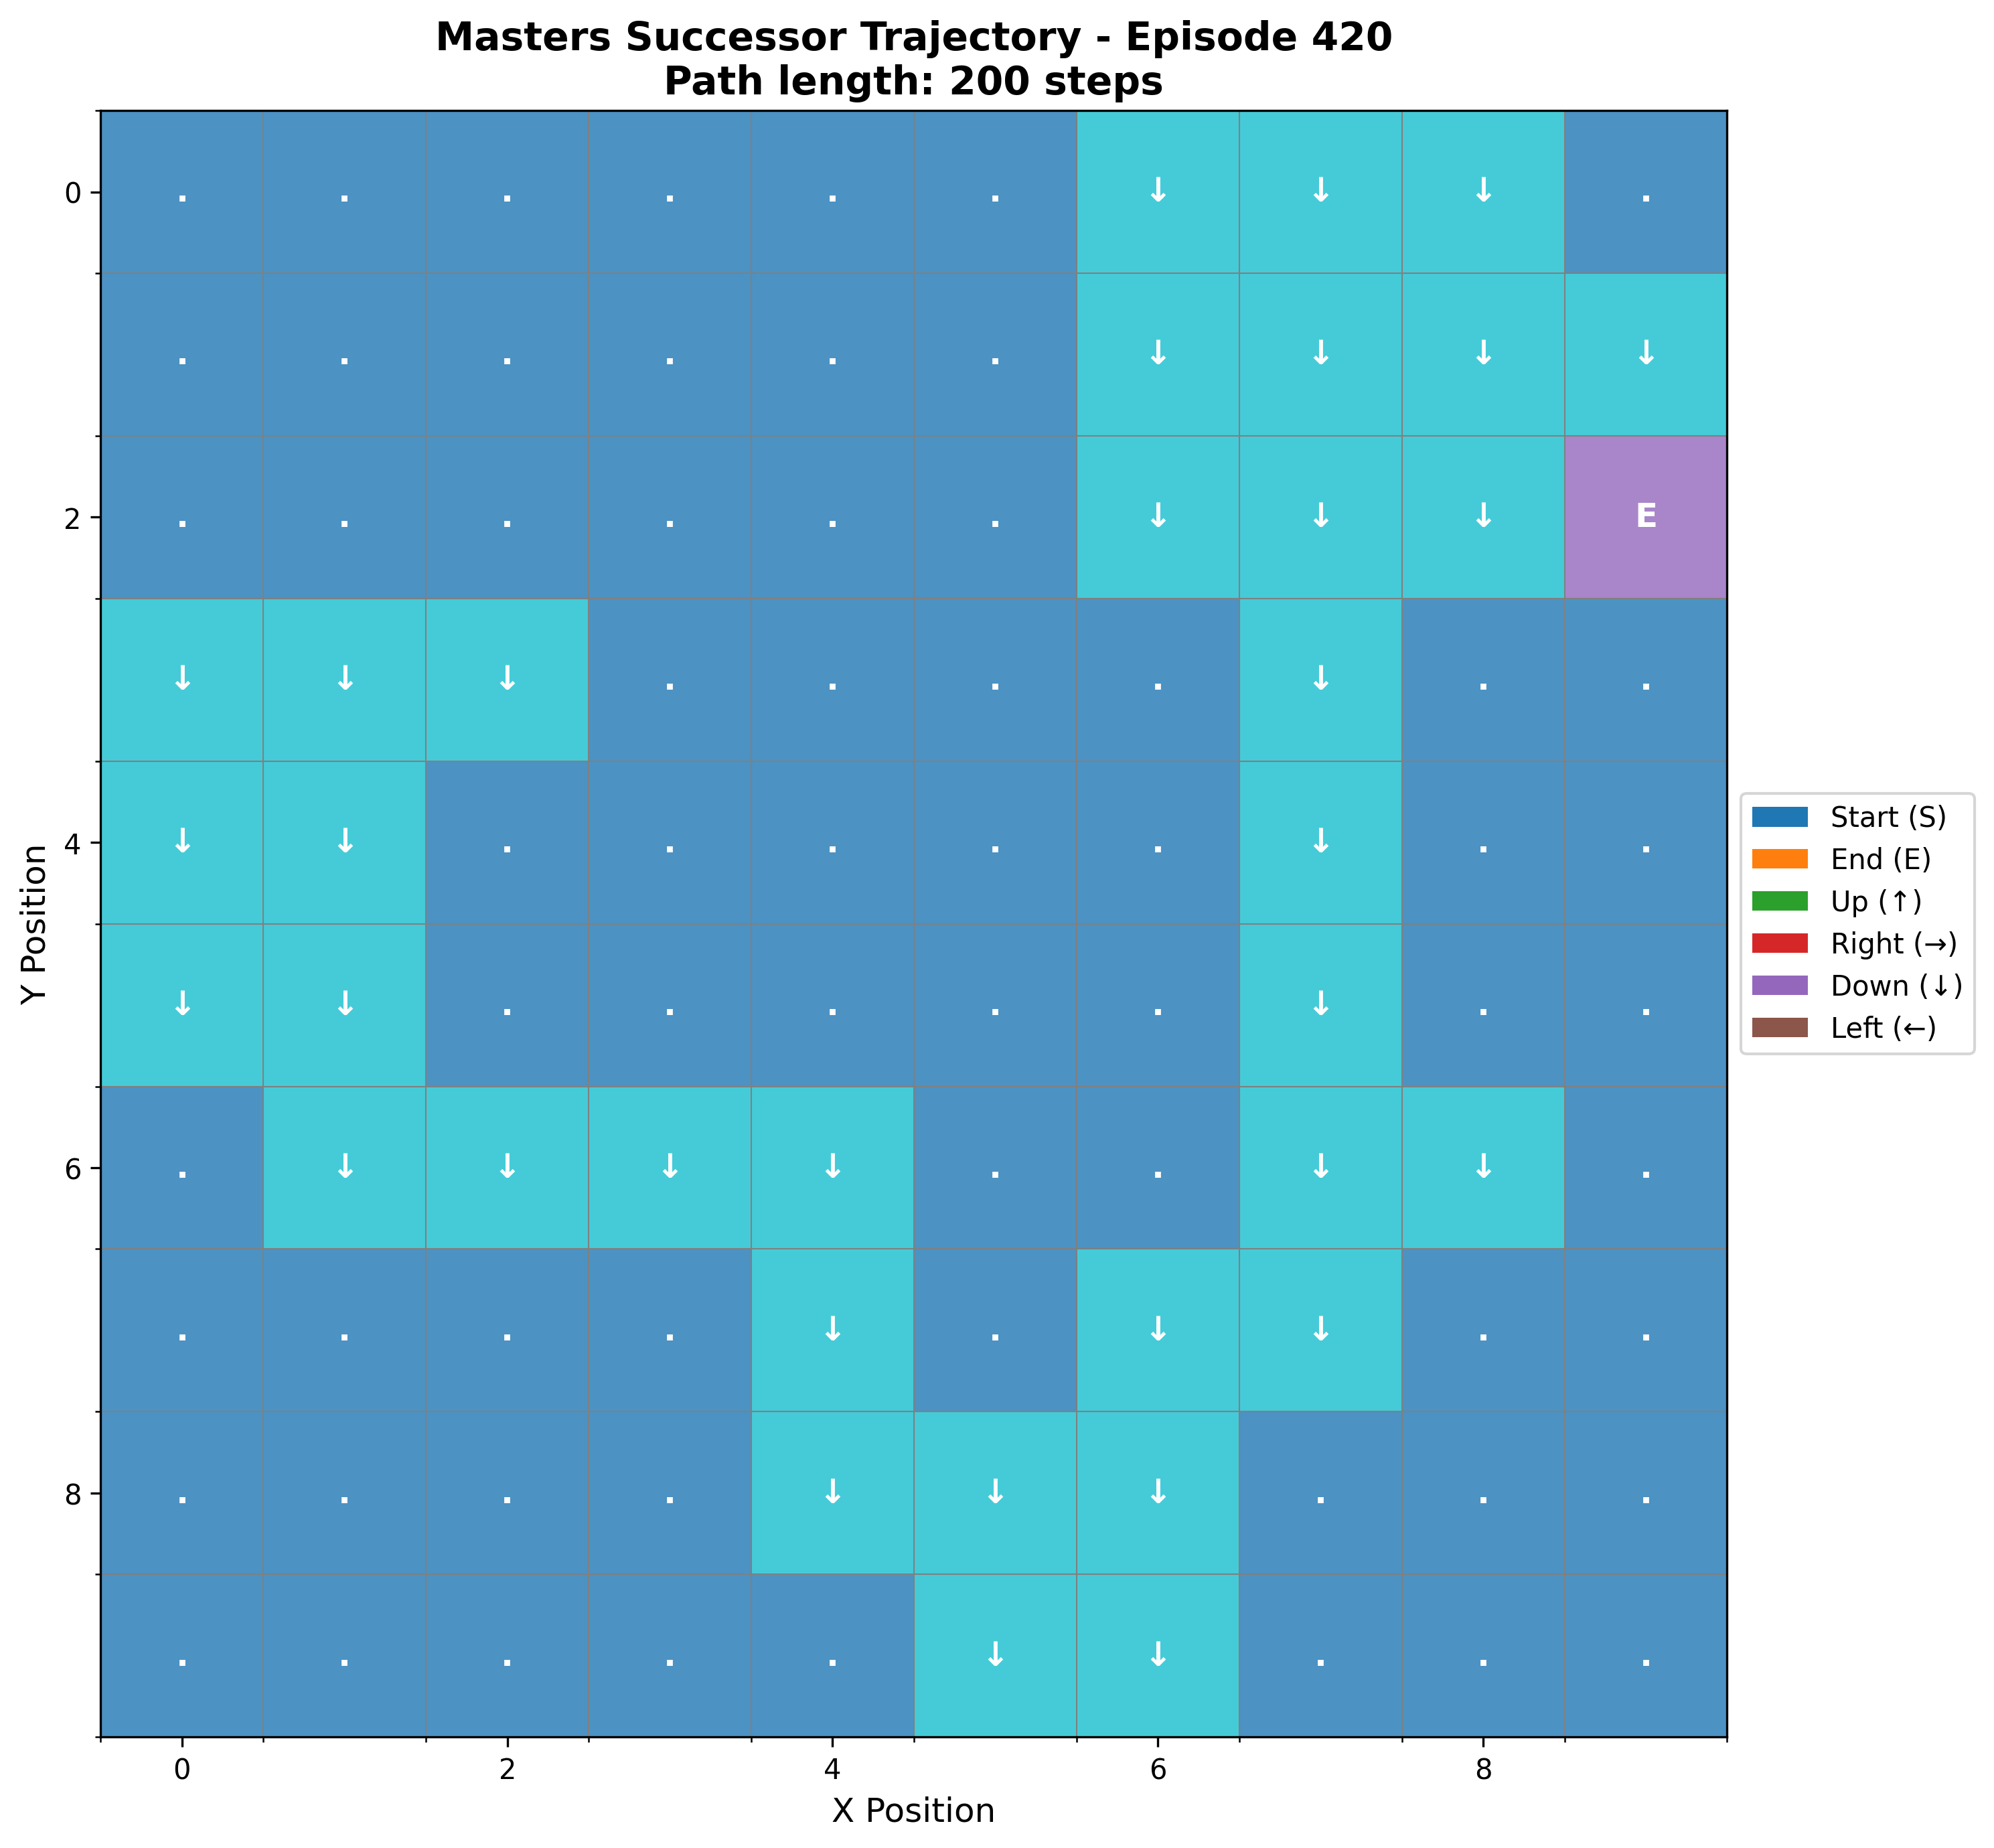 Masters Successor Trajectory - Episode 420
Path length: 200 steps
0 . . . . . . ↓ ↓ ↓ .
. . . . . . ↓ ↓ ↓ ↓
2 . . . . . . ↓ ↓ ↓ E
↓ ↓ ↓ . . . . ↓ . .
4 ↓ ↓ . . . . . ↓ . .
↓ ↓ . . . . . ↓ . .
6 . ↓ ↓ ↓ ↓ . . ↓ ↓ .
. . . . ↓ . ↓ ↓ . .
8 . . . . ↓ ↓ ↓ . . .
. . . . . ↓ ↓ . . .
0 2 4 6 8
X Position
Y Position
Start (S)
End (E)
Up (↑)
Right (→)
Down (↓)
Left (←)